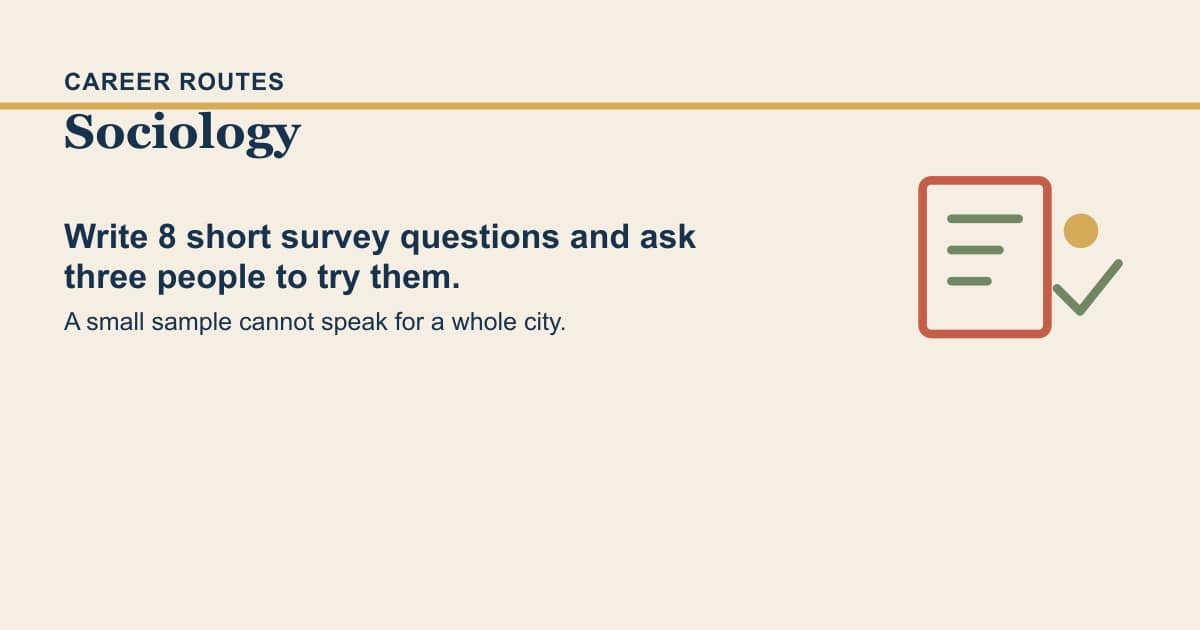 CAREER ROUTES
Sociology
Write 8 short survey questions and ask
three people to try them.
A small sample cannot speak for a whole city.